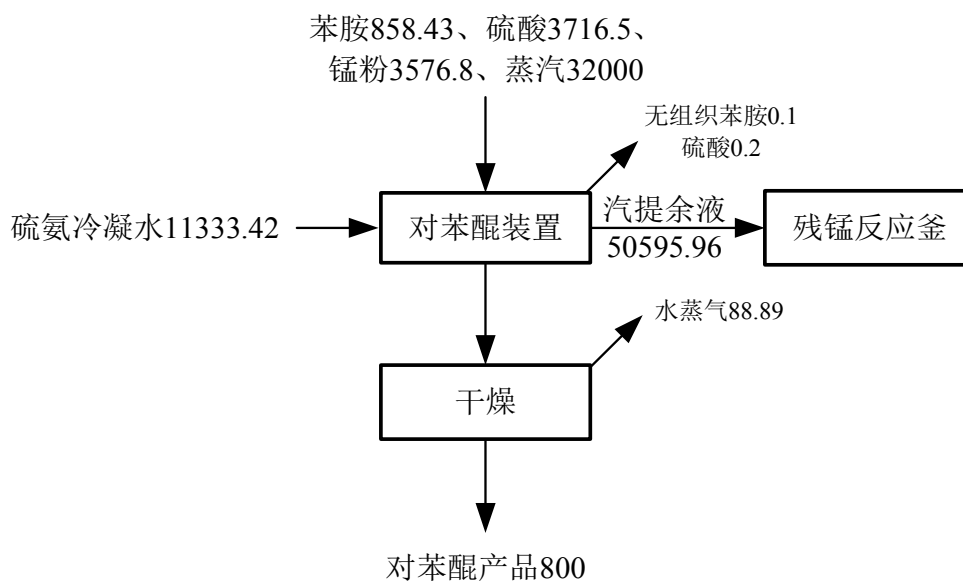 苯胺858.43、硫酸3716.5、
锰粉3576.8、蒸汽32000
无组织苯胺0.1
硫酸0.2
硫氨冷凝水11333.42
对苯醌装置
汽提余液
50595.96
残锰反应釜
水蒸气88.89
干燥
对苯醌产品800